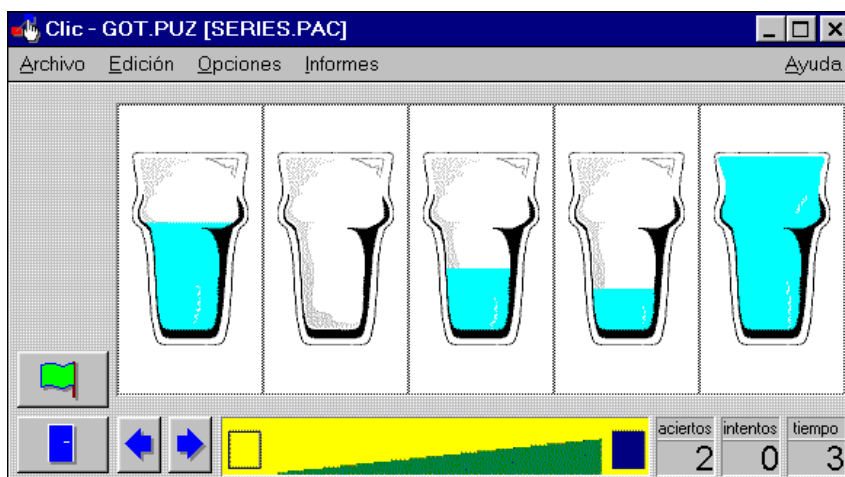 Clic - GOT.PUZ [SERIES.PAC]
Archivo Edición Opciones Informes Ayuda
aciertos intentos tiempo
2 0 3